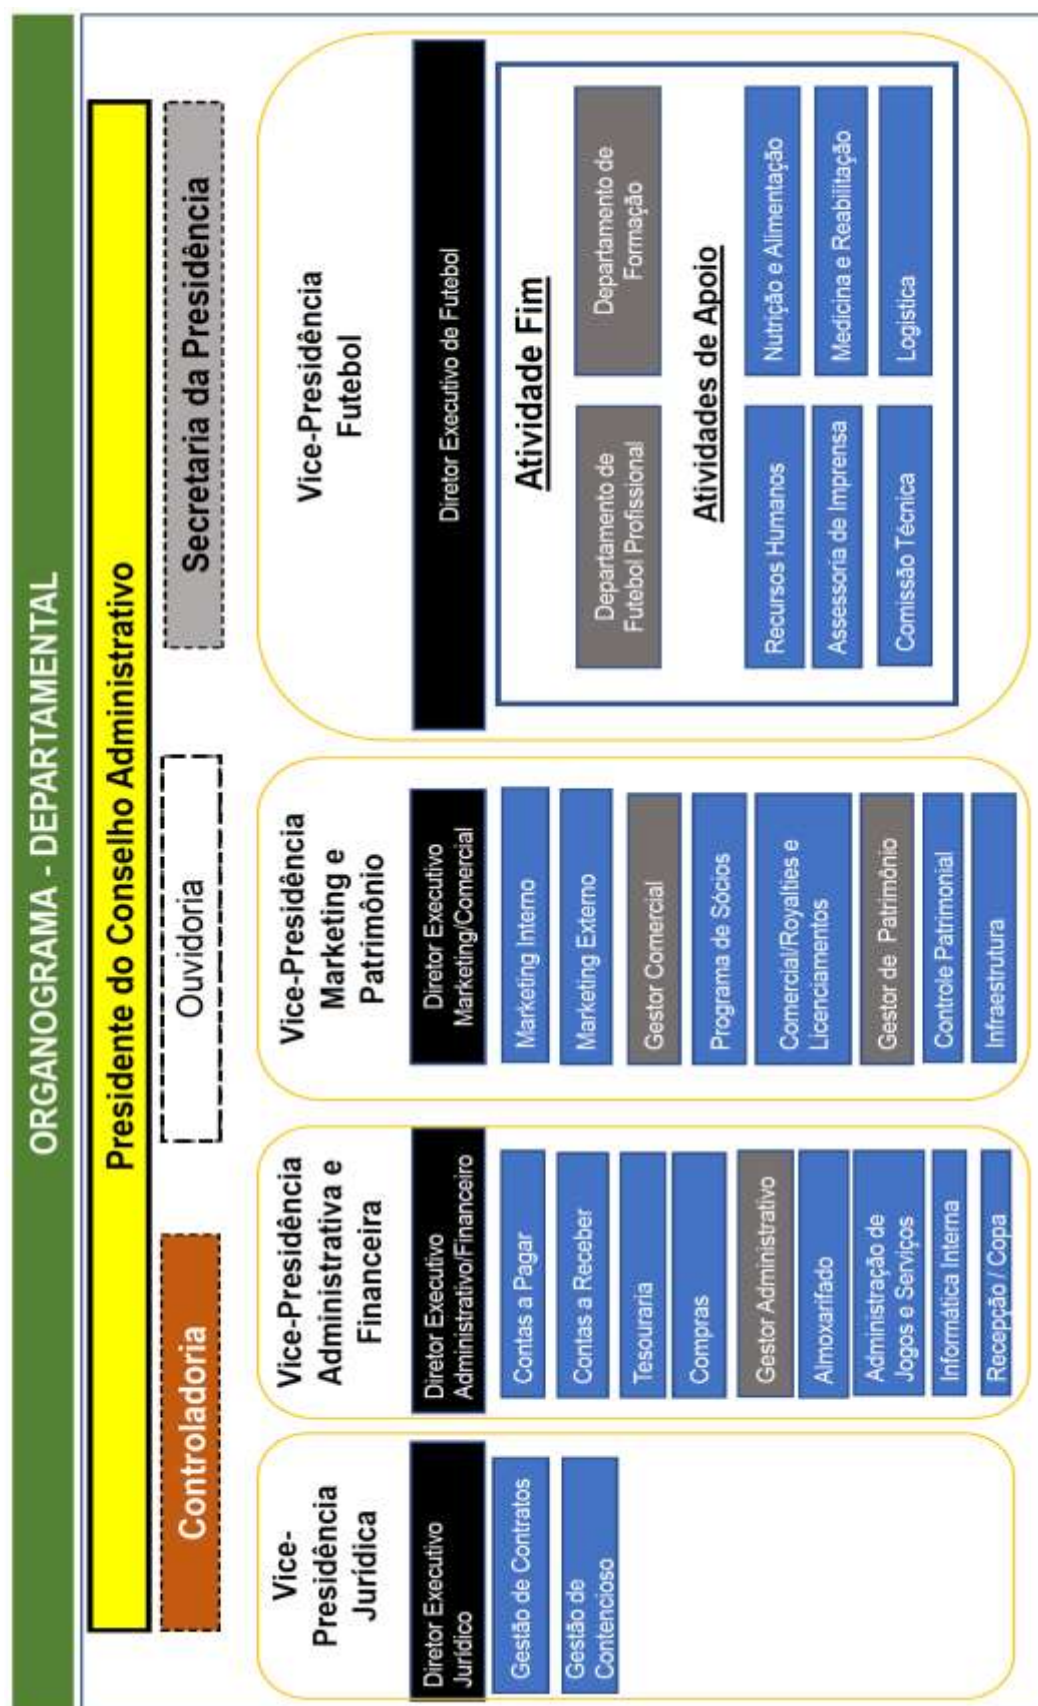 ORGANOGRAMA - DEPARTAMENTAL
Presidente do Conselho Administrativo
Controladoria
Ouvidoria
Secretaria da Presidência
Vice-
Presidência
Jurídica
Diretor Executivo
Jurídico
Gestão de Contratos
Gestão de
Contencioso
Vice-Presidência
Administrativa e
Financeira
Diretor Executivo
Administrativo/Financeiro
Contas a Pagar
Contas a Receber
Tesouraria
Compras
Gestor Administrativo
Almoxarifado
Administração de
Jogos e Serviços
Informática Interna
Recepção / Copa
Vice-Presidência
Marketing e
Patrimônio
Diretor Executivo
Marketing/Comercial
Marketing Interno
Marketing Externo
Gestor Comercial
Programa de Sócios
Comercial/Royalties e
Licenciamentos
Gestor de Patrimônio
Controle Patrimonial
Infraestrutura
Vice-Presidência
Futebol
Diretor Executivo de Futebol
Atividade Fim
Departamento de
Futebol Profissional
Departamento de
Formação
Atividades de Apoio
Recursos Humanos
Nutrição e Alimentação
Assessoria de Imprensa
Medicina e Reabilitação
Comissão Técnica
Logistica